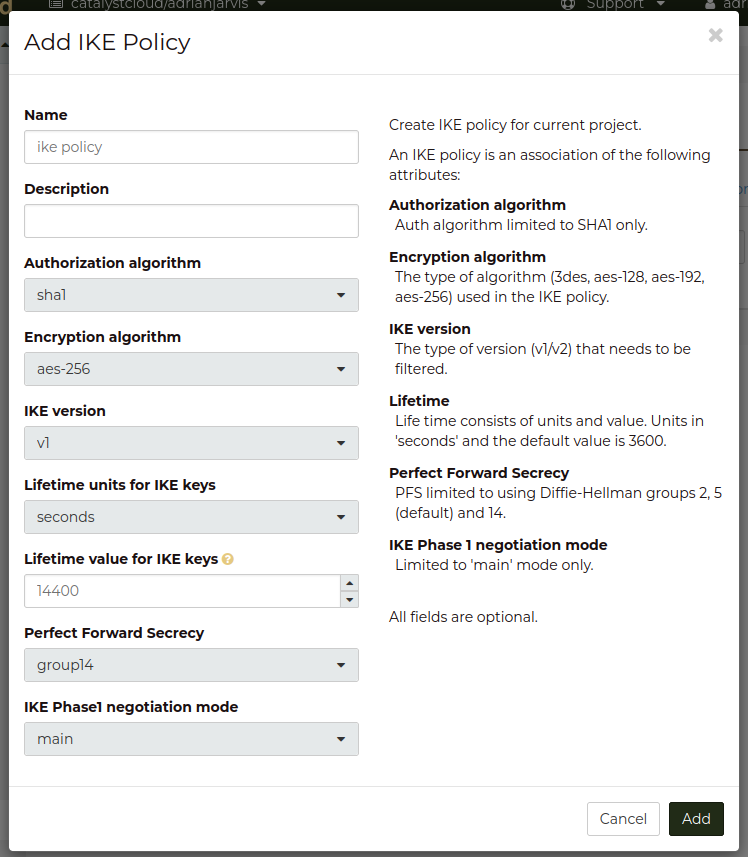 catalystcloud/adrianjarvis
Support
Add IKE Policy
Name
ike policy
Description
Authorization algorithm
sha1
Encryption algorithm
aes-256
IKE version
v1
Lifetime units for IKE keys
seconds
Lifetime value for IKE keys
14400
Perfect Forward Secrecy
group14
IKE Phase1 negotiation mode
main
Create IKE policy for current project.
An IKE policy is an association of the following
attributes:
Authorization algorithm
Auth algorithm limited to SHA1 only.
Encryption algorithm
The type of algorithm (3des, aes-128, aes-192,
aes-256) used in the IKE policy.
IKE version
The type of version (v1/v2) that needs to be
filtered.
Lifetime
Life time consists of units and value. Units in
'seconds' and the default value is 3600.
Perfect Forward Secrecy
PFS limited to using Diffie-Hellman groups 2, 5
(default) and 14.
IKE Phase 1 negotiation mode
Limited to 'main' mode only.
All fields are optional.
Cancel
Add